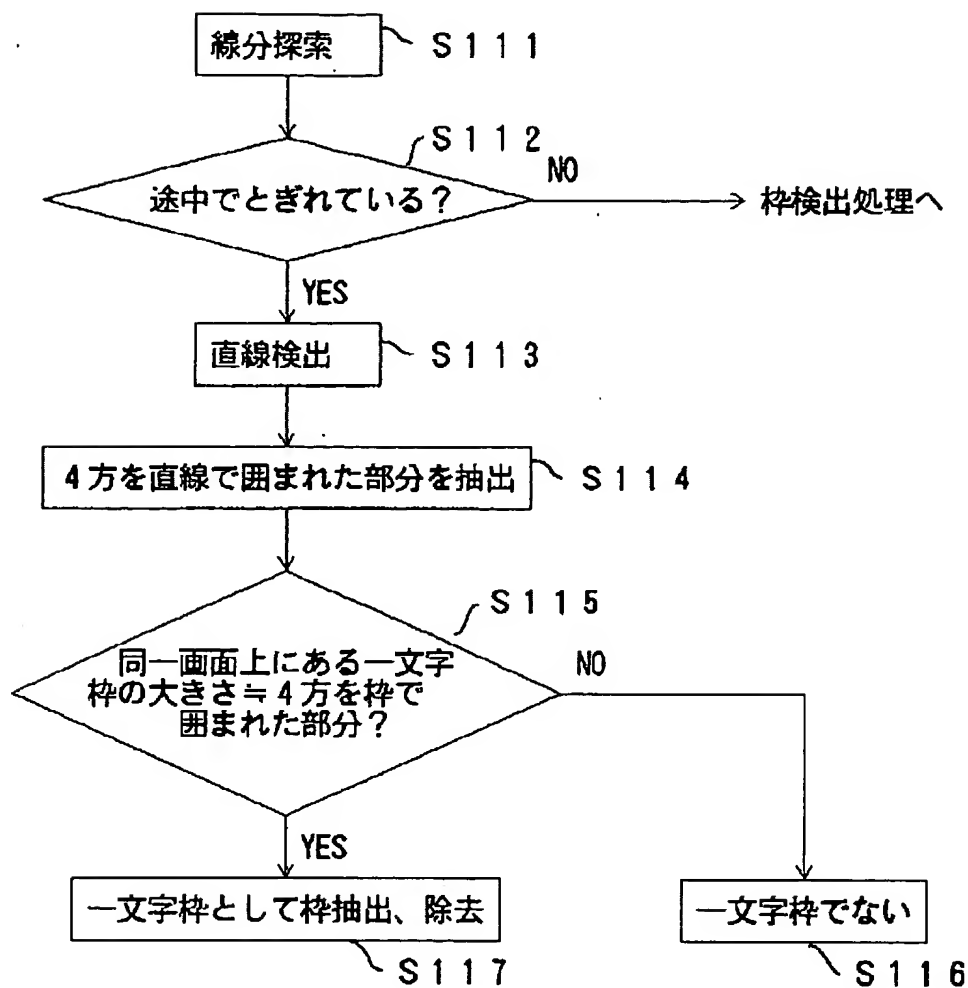 線分探索
S111
S112
途中でとぎれている?
NO
枠検出処理へ
YES
直線検出
S113
4方を直線で囲まれた部分を抽出
S114
S115
同一画面上にある一文字
枠の大きさ≒4方を枠で
囲まれた部分?
NO
YES
一文字枠として枠抽出、除去
一文字枠でない
S117
S116